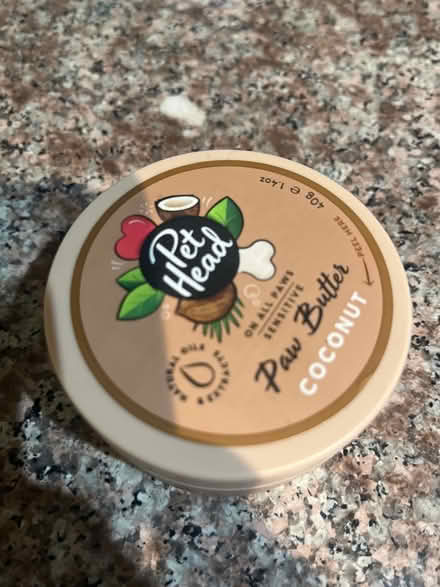 40g ℮ 1.4oz
PEEL HERE
Pet
Head
ON ALL PAWS
SENSITIVE
Paw Butter
COCONUT
NATURAL OILS
& EXTRACTS